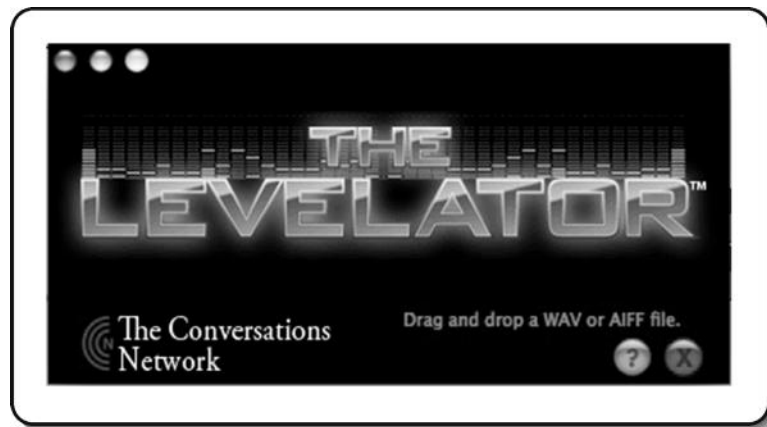 THE
LEVELATOR™
The Conversations
Network
N
Drag and drop a WAV or AIFF file.
? X